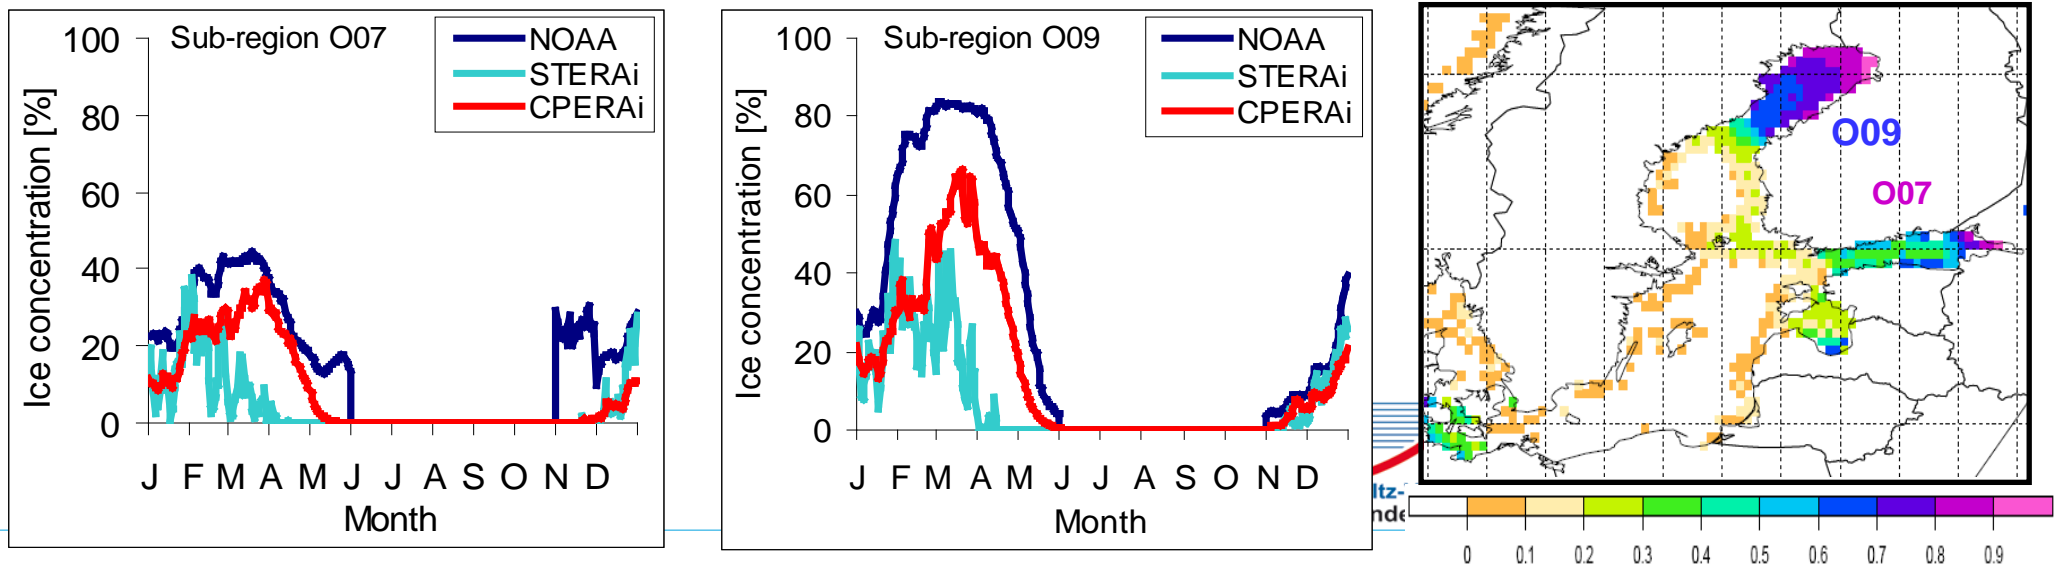 Sub-region O07
NOAA
STERAi
CPERAi
100
80
60
40
20
0
Ice concentration [%]
J F M A M J J A S O N D
Month
Sub-region O09
NOAA
STERAi
CPERAi
100
80
60
40
20
0
Ice concentration [%]
J F M A M J J A S O N D
Month
O09
O07
ltz-
nde
0 0.1 0.2 0.3 0.4 0.5 0.6 0.7 0.8 0.9